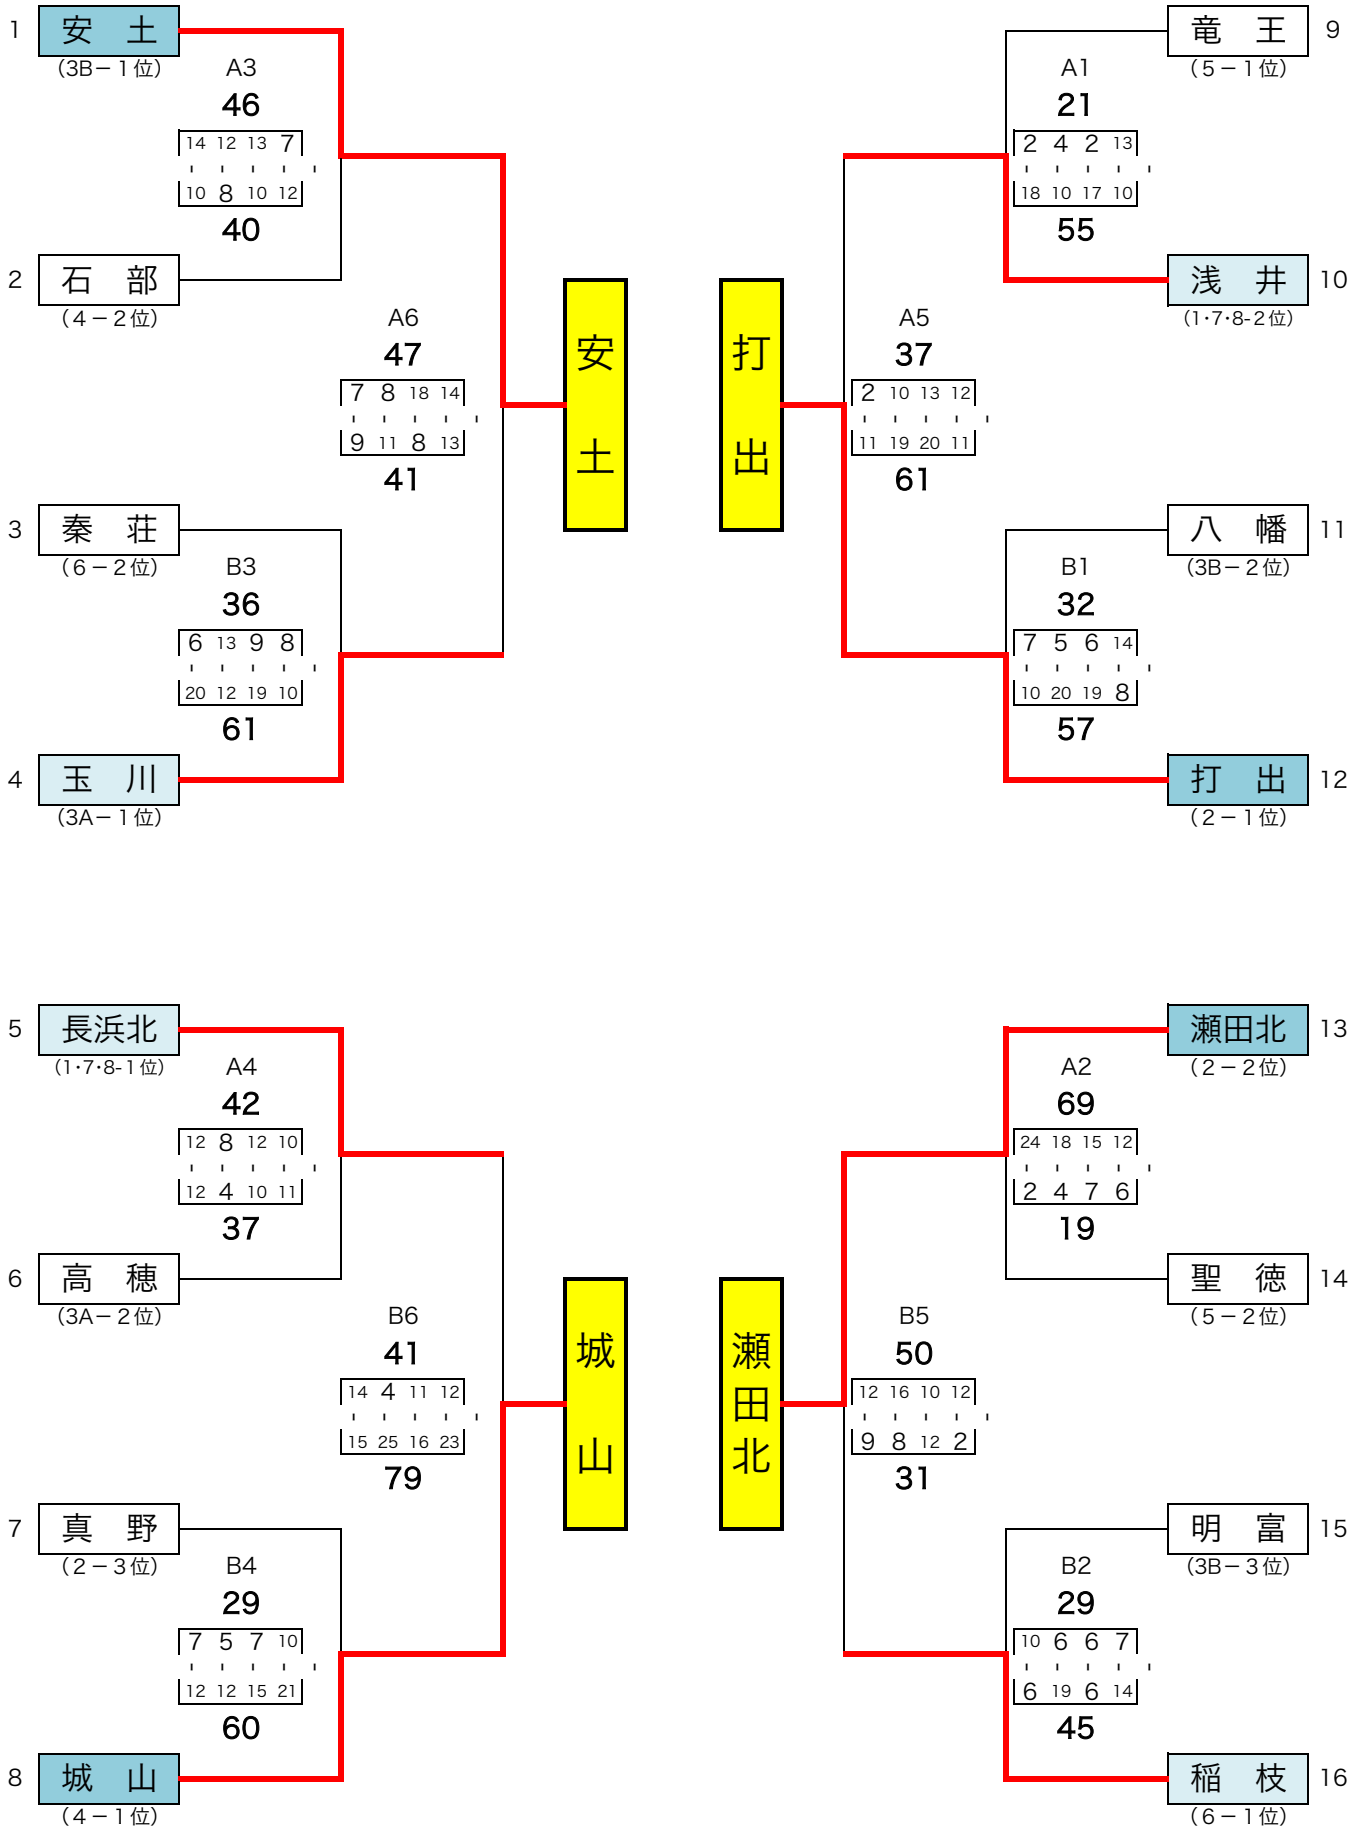 1 安　土
(3B－１位)
A3
46
14 12 13 7
10 8 10 12
40
2 石　部
(４－２位)
A6
47
7 8 18 14
9 11 8 13
41
安土
3 秦　荘
(６－２位)
B3
36
6 13 9 8
20 12 19 10
61
4 玉　川
(3A－１位)
竜　王 9
(５－１位)
A1
21
2 4 2 13
18 10 17 10
55
浅　井 10
(1･7･8-２位)
打出
A5
37
2 10 13 12
11 19 20 11
61
八　幡 11
(3B－２位)
B1
32
7 5 6 14
10 20 19 8
57
打　出 12
(２－１位)
5 長浜北
(1･7･8-１位)
A4
42
12 8 12 10
12 4 10 11
37
6 高　穂
(3A－２位)
B6
41
14 4 11 12
15 25 16 23
79
城山
7 真　野
(２－３位)
B4
29
7 5 7 10
12 12 15 21
60
8 城　山
(４－１位)
瀬田北 13
(２－２位)
A2
69
24 18 15 12
2 4 7 6
19
聖　徳 14
(５－２位)
瀬田北
B5
50
12 16 10 12
9 8 12 2
31
明　富 15
(3B－３位)
B2
29
10 6 6 7
6 19 6 14
45
稲　枝 16
(６－１位)